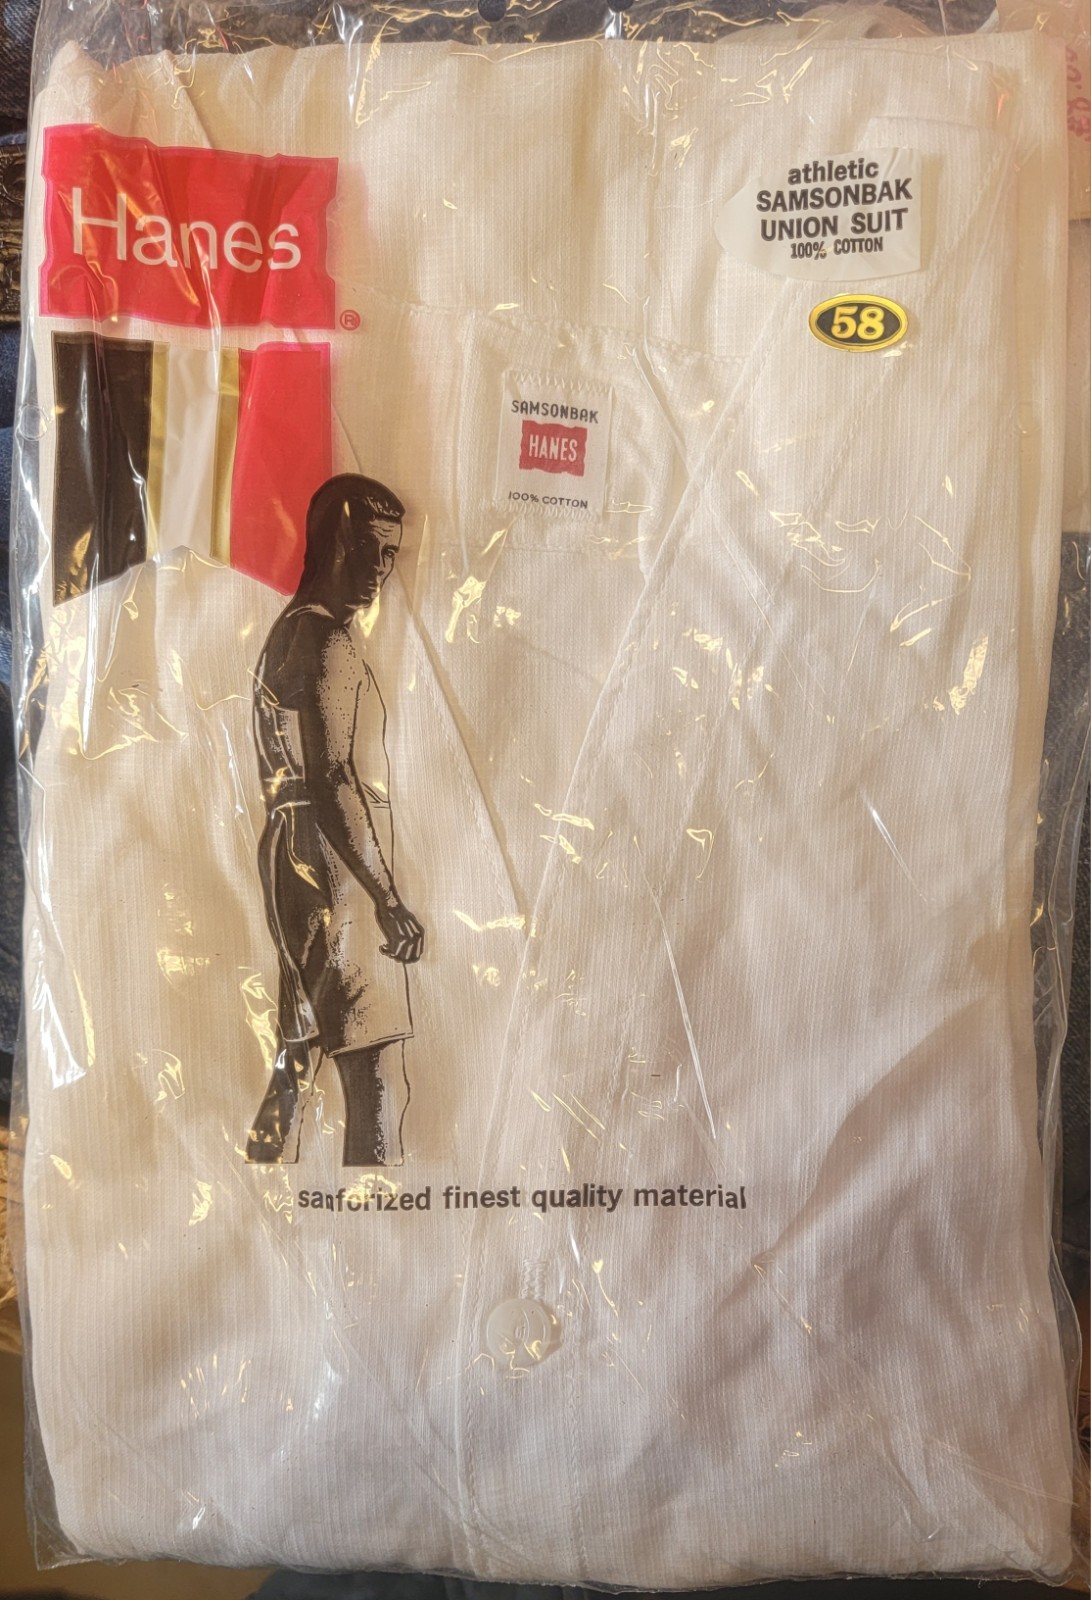 Hanes
®
athletic
SAMSONBAK
UNION SUIT
100% COTTON
58
SAMSONBAK
HANES
100% COTTON
sanforized finest quality material